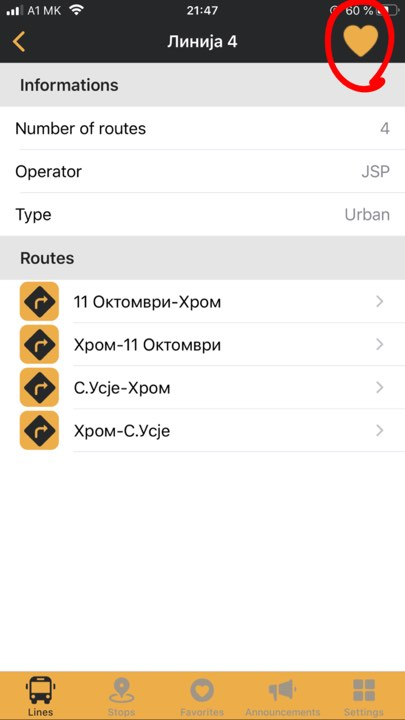 A1 MK 21:47 60 %
Линија 4
Informations
Number of routes 4
Operator JSP
Type Urban
Routes
11 Октомври-Хром
Хром-11 Октомври
С.Усје-Хром
Хром-С.Усје
Lines Stops Favorites Announcements Settings